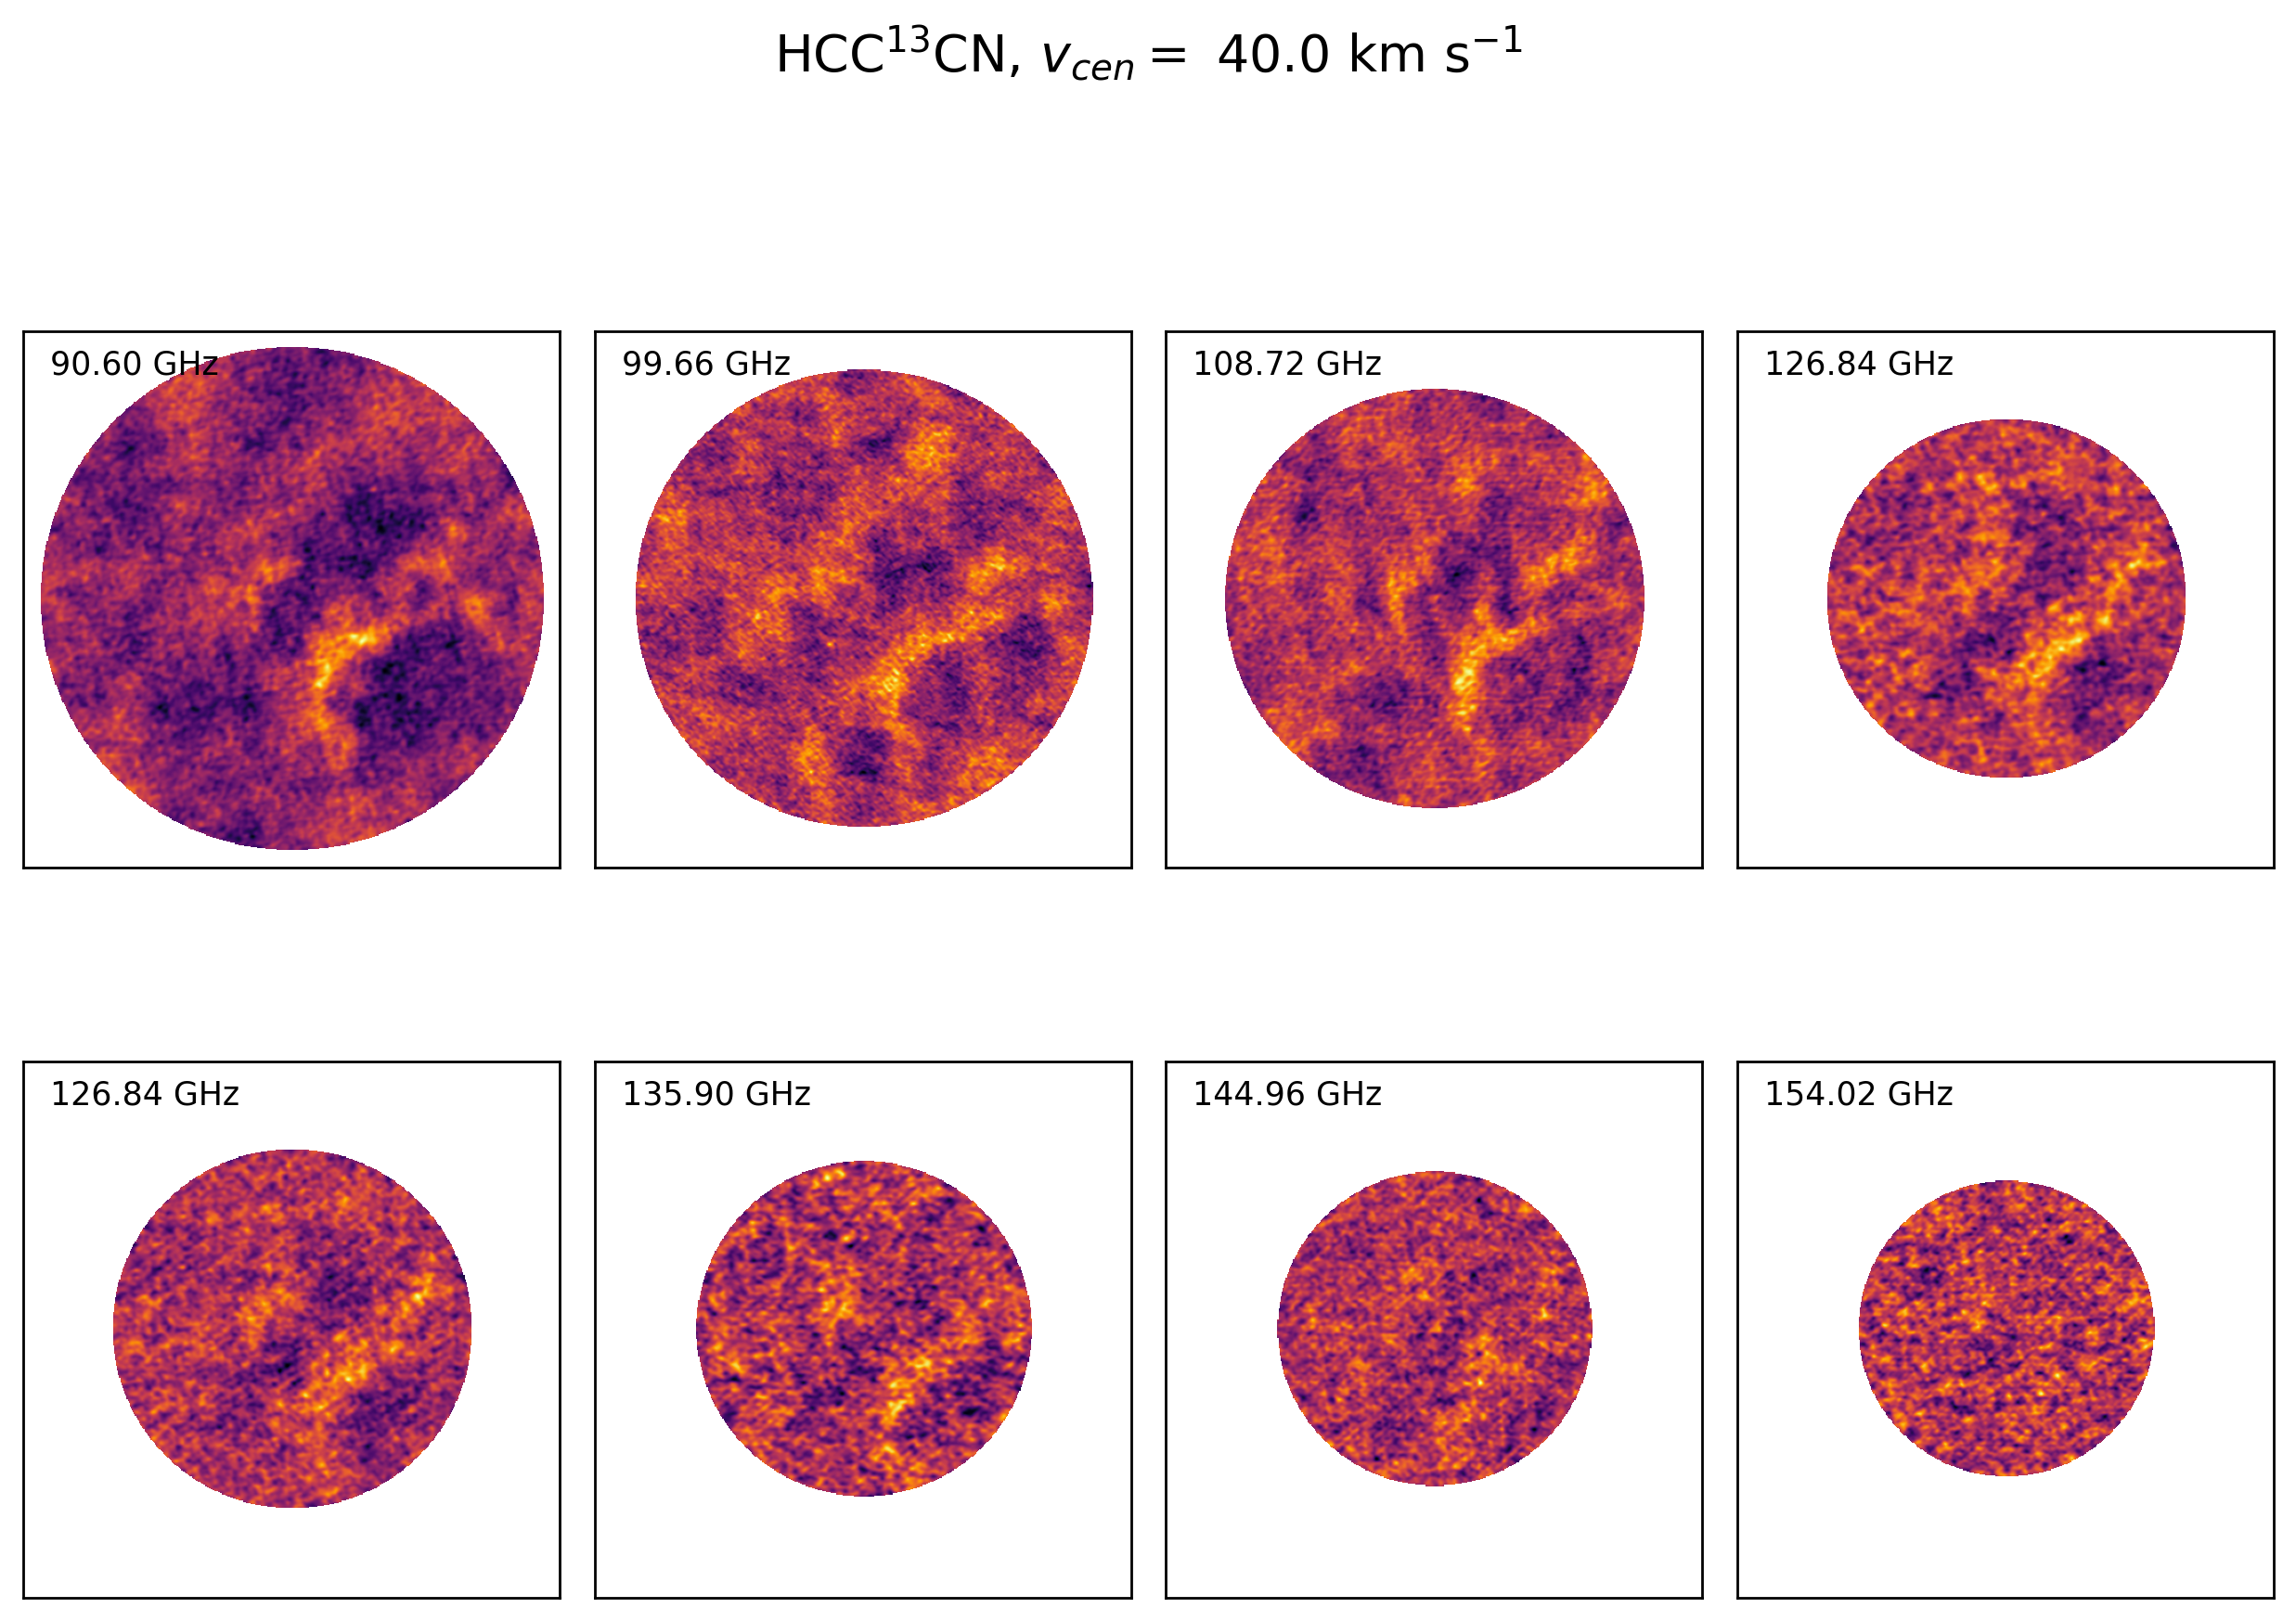 HCC¹³CN, v_cen = 40.0 km s⁻¹
90.60 GHz
99.66 GHz
108.72 GHz
126.84 GHz
126.84 GHz
135.90 GHz
144.96 GHz
154.02 GHz